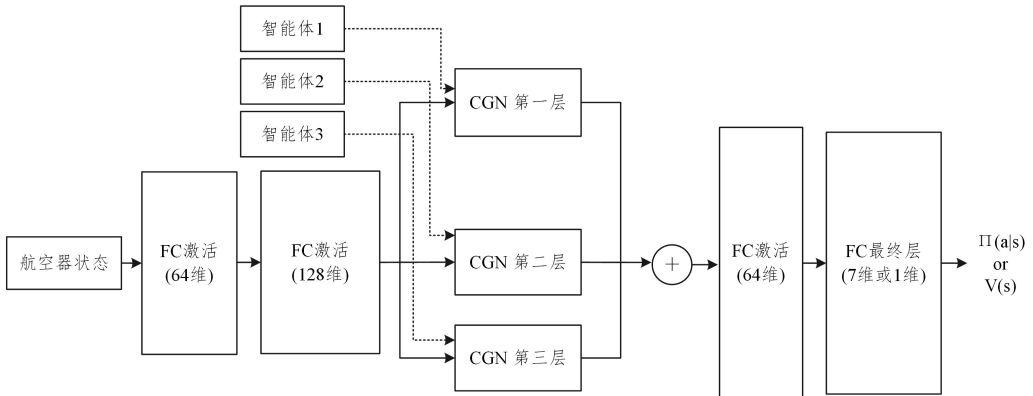 智能体1
智能体2
智能体3
航空器状态
FC激活
(64维)
FC激活
(128维)
CGN 第一层
CGN 第二层
CGN 第三层
+
FC激活
(64维)
FC最终层
(7维或1维)
Π(a|s)
or
V(s)